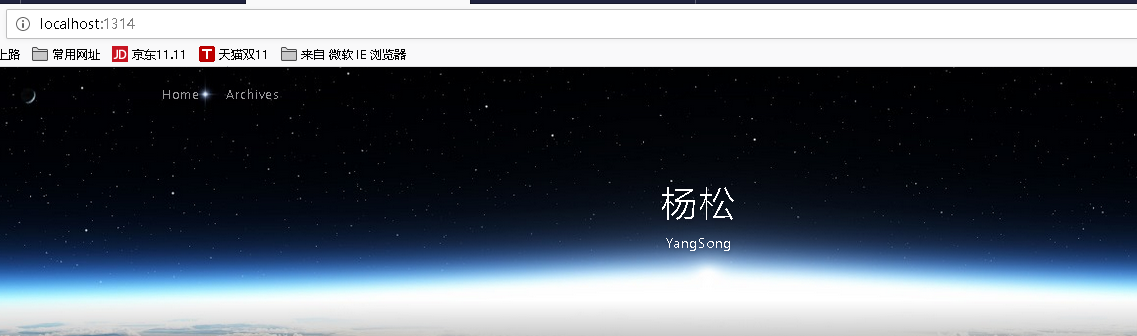 localhost:1314
上路 常用网址 JD 京东11.11 T 天猫双11 来自 微软 IE 浏览器
Home Archives
杨松
YangSong